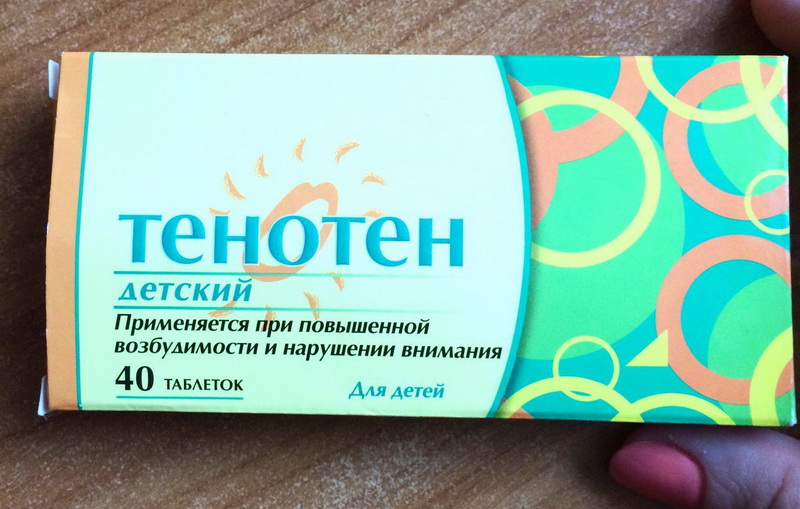 ТЕНОТЕН
детский
Применяется при повышенной
возбудимости и нарушении внимания
40 ТАБЛЕТОК
Для детей